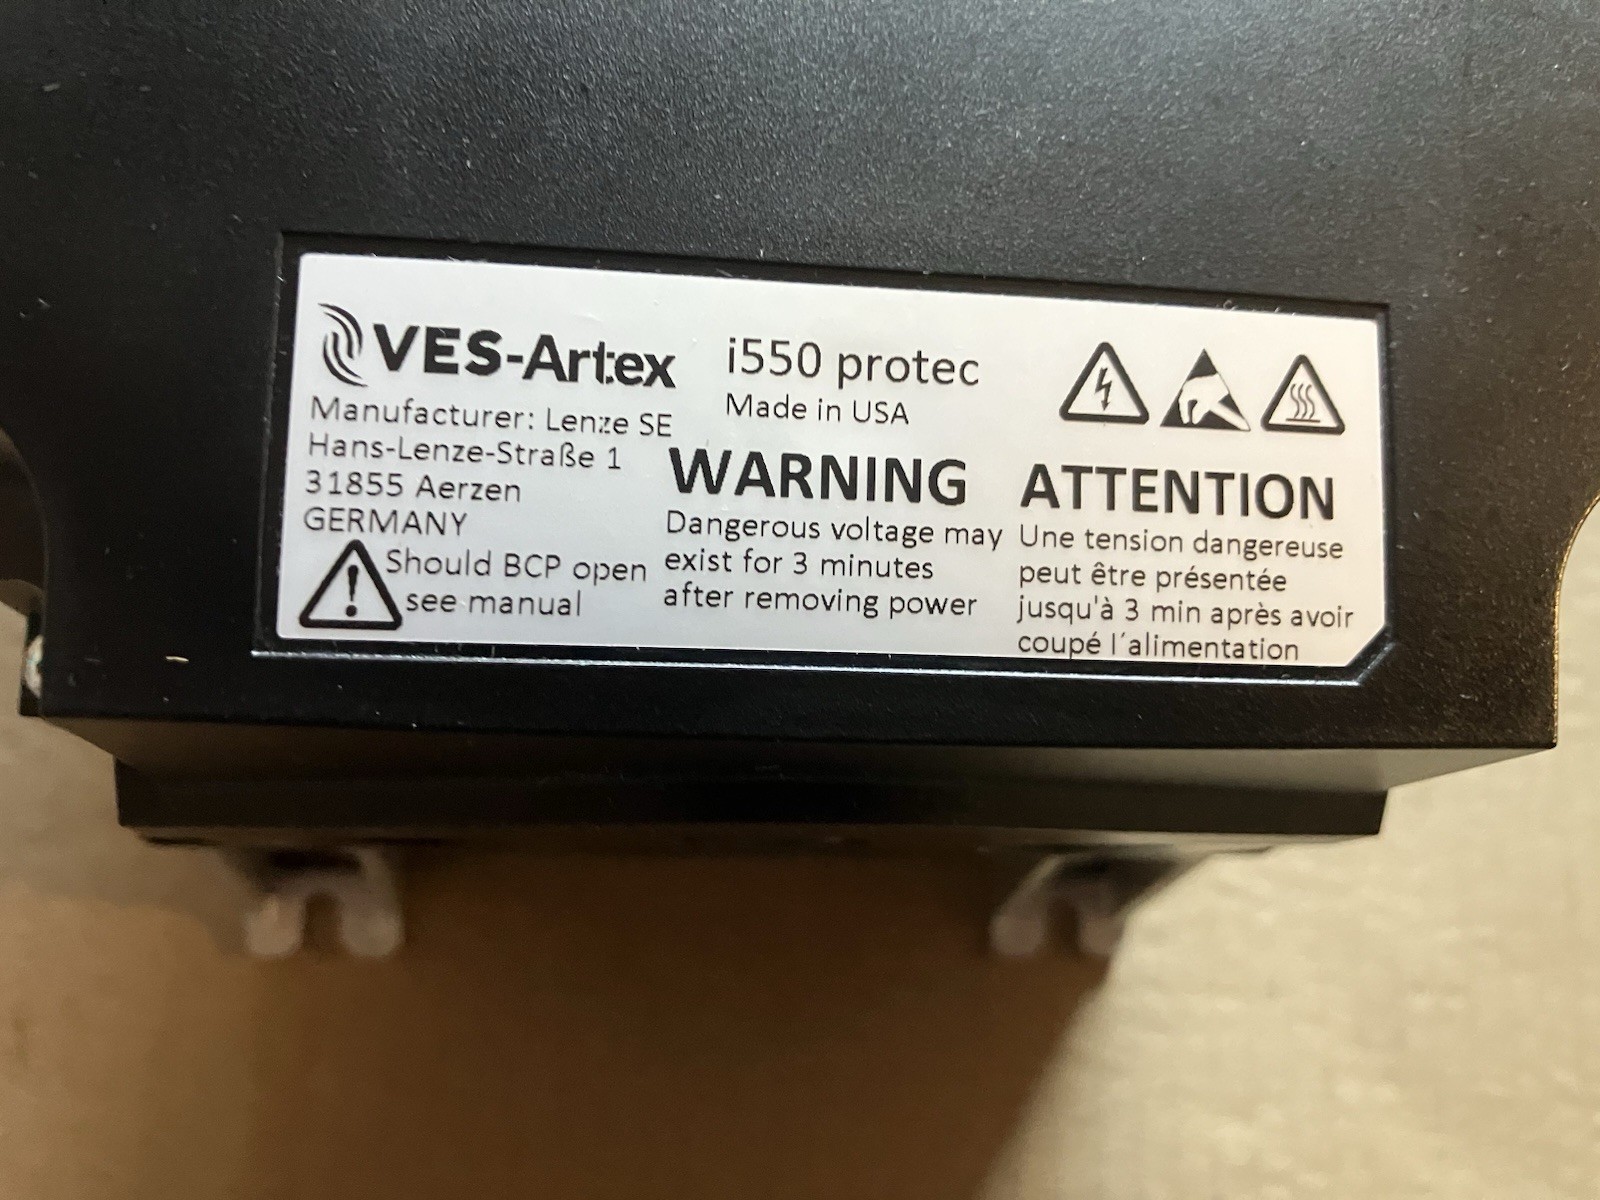 VES-Artex
Manufacturer: Lenze SE
Hans-Lenze-Straße 1
31855 Aerzen
GERMANY
Should BCP open
see manual
i550 protec
Made in USA
WARNING
Dangerous voltage may
exist for 3 minutes
after removing power
ATTENTION
Une tension dangereuse
peut être présentée
jusqu'à 3 min après avoir
coupé l´alimentation